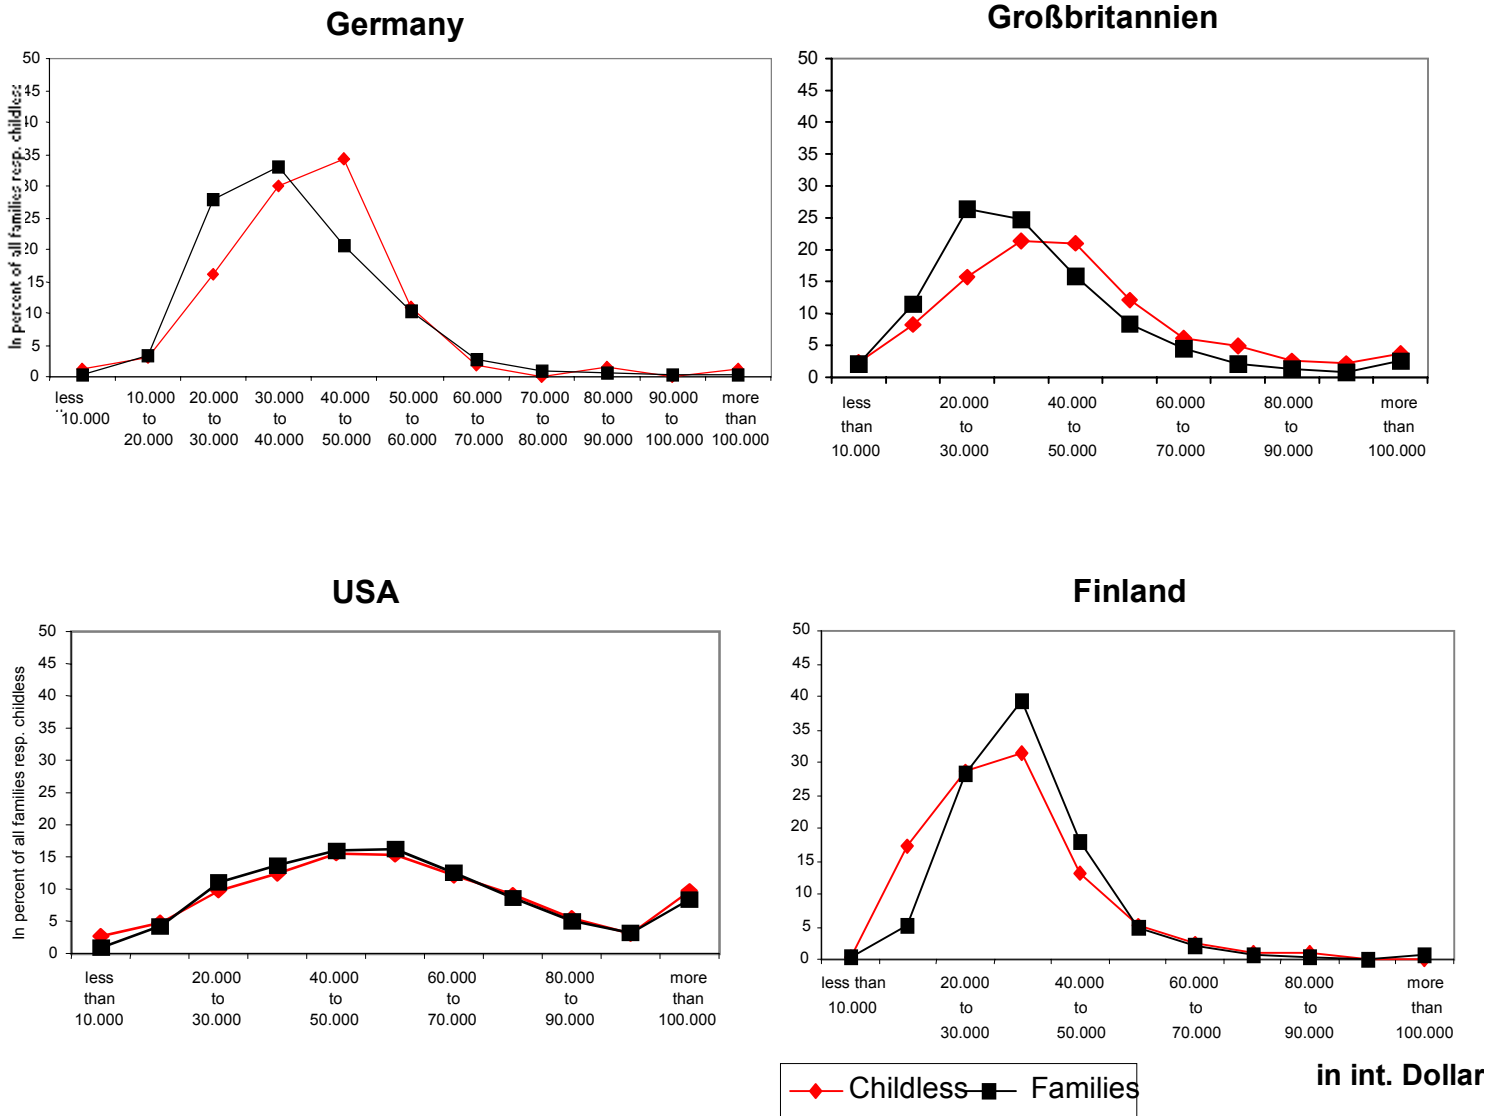 Germany
In percent of all families resp. childless
50
45
40
35
30
25
20
15
10
5
0
less 10.000 20.000 30.000 40.000 50.000 60.000 70.000 80.000 90.000 more
10.000 to to to to to to to to to than
20.000 30.000 40.000 50.000 60.000 70.000 80.000 90.000 100.000 100.000
Großbritannien
50
45
40
35
30
25
20
15
10
5
0
less 20.000 40.000 60.000 80.000 more
than to to to to than
10.000 30.000 50.000 70.000 90.000 100.000
USA
In percent of all families resp. childless
50
45
40
35
30
25
20
15
10
5
0
less 20.000 40.000 60.000 80.000 more
than to to to to than
10.000 30.000 50.000 70.000 90.000 100.000
Finland
50
45
40
35
30
25
20
15
10
5
0
less than 20.000 40.000 60.000 80.000 more
10.000 to to to to than
30.000 50.000 70.000 90.000 100.000
in int. Dollar
Childless Families